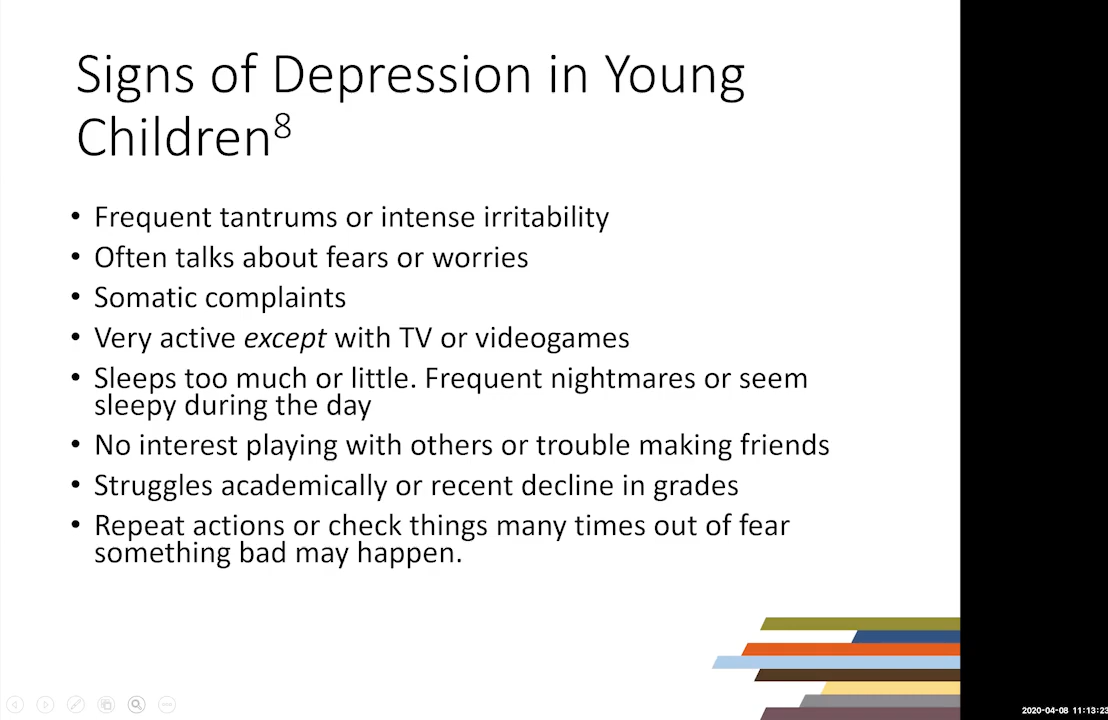 Signs of Depression in Young
Children8
• Frequent tantrums or intense irritability
• Often talks about fears or worries
• Somatic complaints
• Very active except with TV or videogames
• Sleeps too much or little. Frequent nightmares or seem
sleepy during the day
• No interest playing with others or trouble making friends
• Struggles academically or recent decline in grades
• Repeat actions or check things many times out of fear
something bad may happen.
2020-04-08 11:13:23